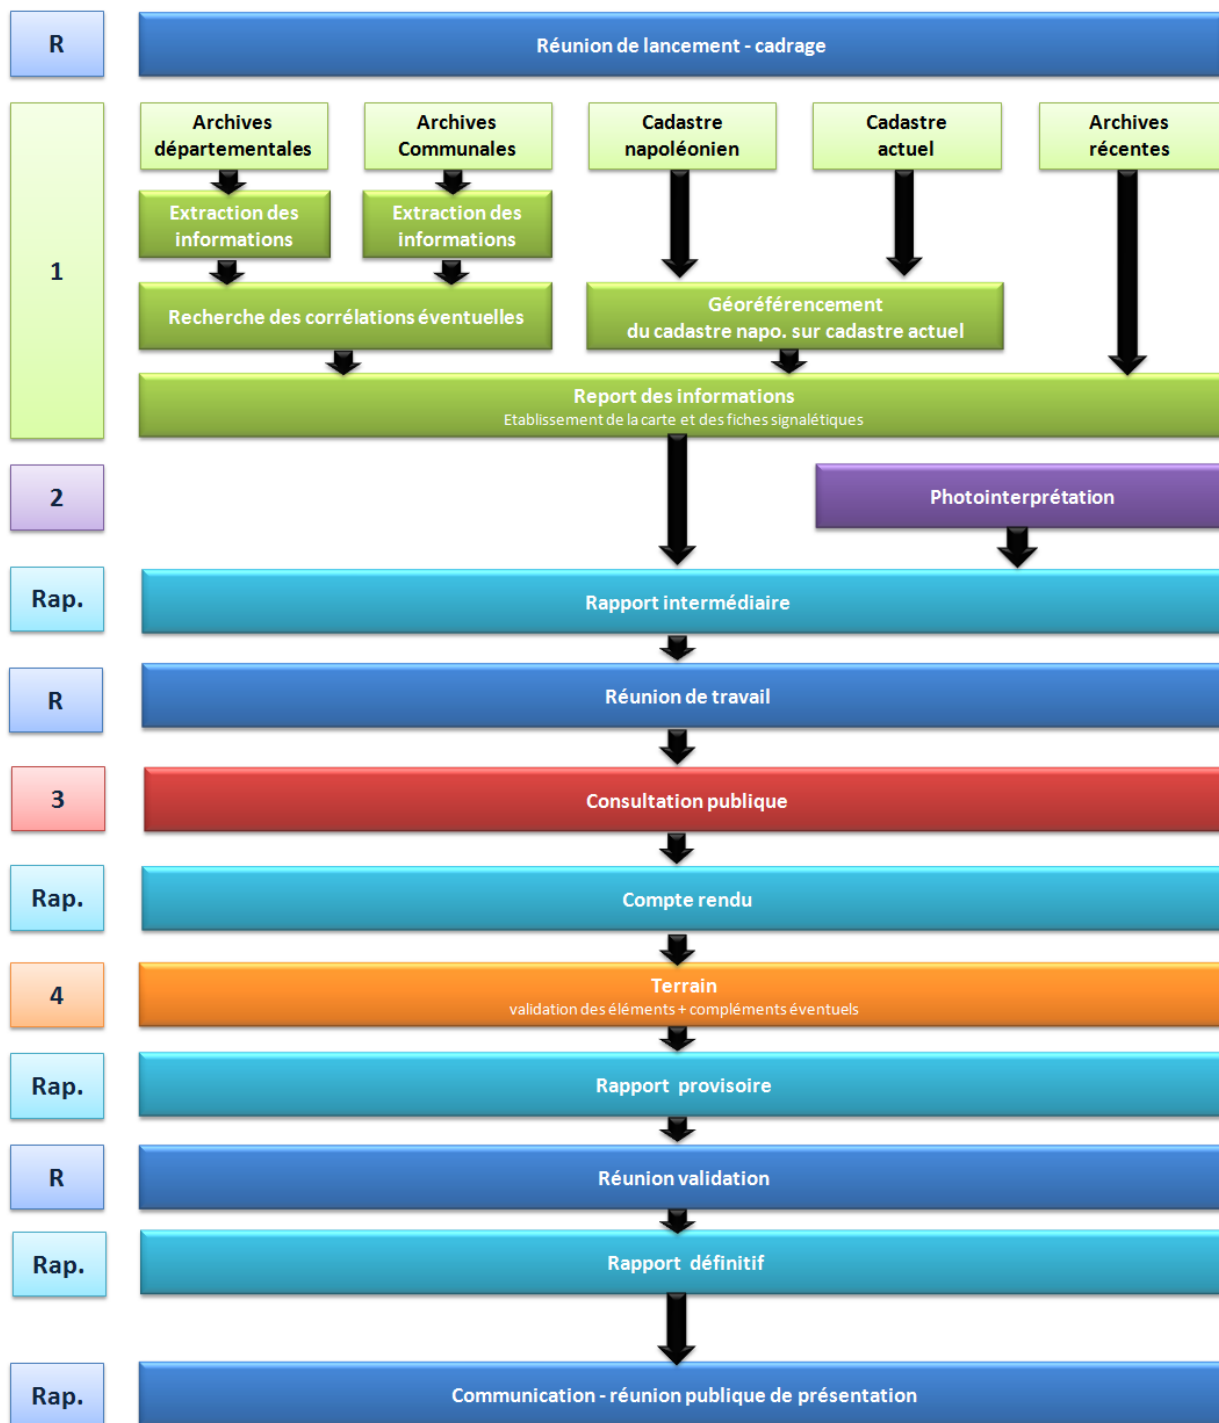 R
Réunion de lancement - cadrage
1
Archives
départementales
Archives
Communales
Cadastre
napoléonien
Cadastre
actuel
Archives
récentes
Extraction des
informations
Extraction des
informations
Recherche des corrélations éventuelles
Géoréférencement
du cadastre napo. sur cadastre actuel
Report des informations
Etablissement de la carte et des fiches signalétiques
2
Photointerprétation
Rap.
Rapport intermédiaire
R
Réunion de travail
3
Consultation publique
Rap.
Compte rendu
4
Terrain
validation des éléments + compléments éventuels
Rap.
Rapport provisoire
R
Réunion validation
Rap.
Rapport définitif
Rap.
Communication - réunion publique de présentation